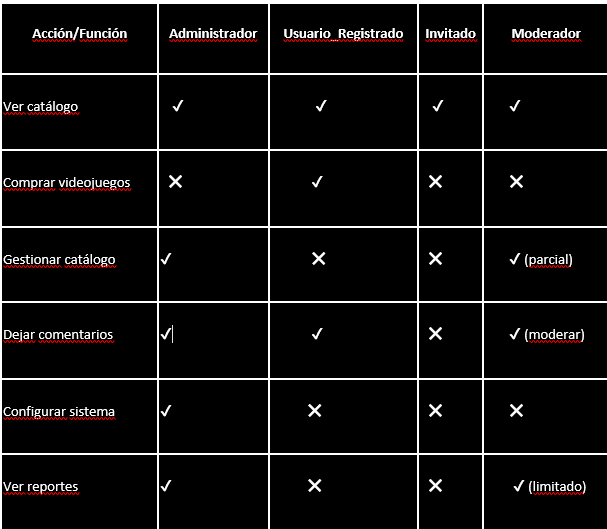 Acción/Función Administrador Usuario_Registrado Invitado Moderador
Ver catálogo ✓ ✓ ✓ ✓
Comprar videojuegos ✕ ✓ ✕ ✕
Gestionar catálogo ✓ ✕ ✕ ✓ (parcial)
Dejar comentarios ✓ ✓ ✕ ✓ (moderar)
Configurar sistema ✓ ✕ ✕ ✕
Ver reportes ✓ ✕ ✕ ✓ (limitado)